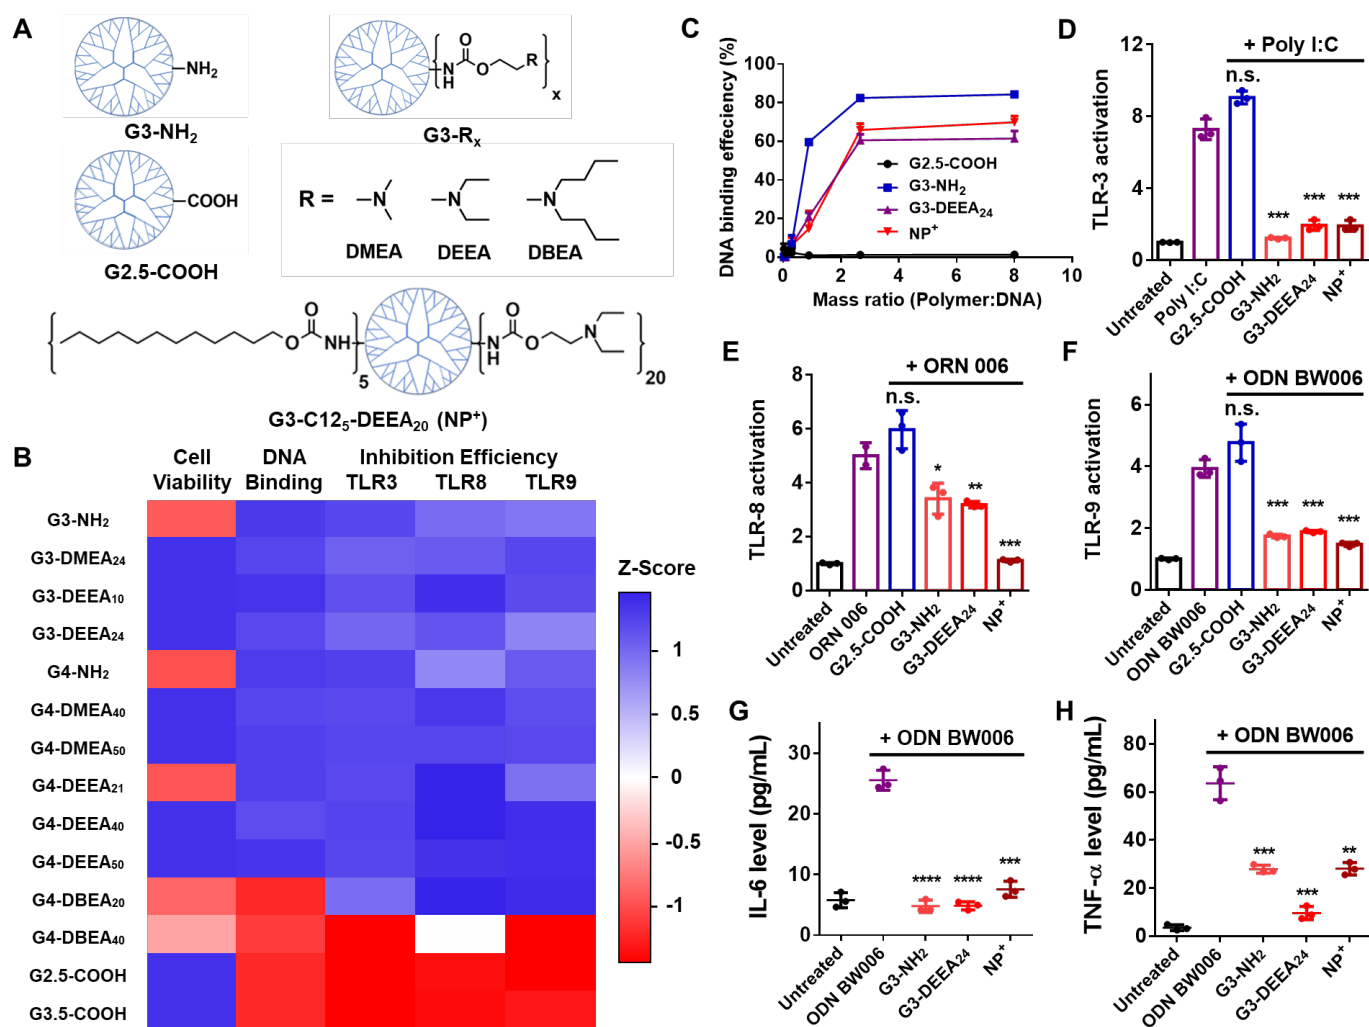 A
NH₂
G3-NH₂
COOH
G2.5-COOH
N
H
O
O
R
x
G3-Rₓ
R =
N
N
N
DMEA
DEEA
DBEA
O
O
NH
5
N
H
O
O
N
20
G3-C12₅-DEEA₂₀ (NP⁺)
B
Cell Viability
DNA Binding
Inhibition Efficiency
TLR3 TLR8 TLR9
G3-NH₂
G3-DMEA₂₄
G3-DEEA₁₀
G3-DEEA₂₄
G4-NH₂
G4-DMEA₄₀
G4-DMEA₅₀
G4-DEEA₂₁
G4-DEEA₄₀
G4-DEEA₅₀
G4-DBEA₂₀
G4-DBEA₄₀
G2.5-COOH
G3.5-COOH
Z-Score
1
0.5
0
-0.5
-1
C
DNA binding effeciency (%)
100
80
60
40
20
0
0 2 4 6 8 10
Mass ratio (Polymer:DNA)
G2.5-COOH
G3-NH₂
G3-DEEA₂₄
NP⁺
D
+ Poly I:C
n.s.
*** *** ***
TLR-3 activation
12
8
4
0
Untreated
Poly I:C
G2.5-COOH
G3-NH₂
G3-DEEA₂₄
NP⁺
E
+ ORN 006
n.s.
* ** ***
TLR-8 activation
8
6
4
2
0
Untreated
ORN 006
G2.5-COOH
G3-NH₂
G3-DEEA₂₄
NP⁺
F
+ ODN BW006
n.s.
*** *** ***
TLR-9 activation
6
4
2
0
Untreated
ODN BW006
G2.5-COOH
G3-NH₂
G3-DEEA₂₄
NP⁺
G
+ ODN BW006
**** **** ***
IL-6 level (pg/mL)
30
20
10
0
Untreated
ODN BW006
G3-NH₂
G3-DEEA₂₄
NP⁺
H
+ ODN BW006
*** *** **
TNF-α level (pg/mL)
80
60
40
20
0
Untreated
ODN BW006
G3-NH₂
G3-DEEA₂₄
NP⁺